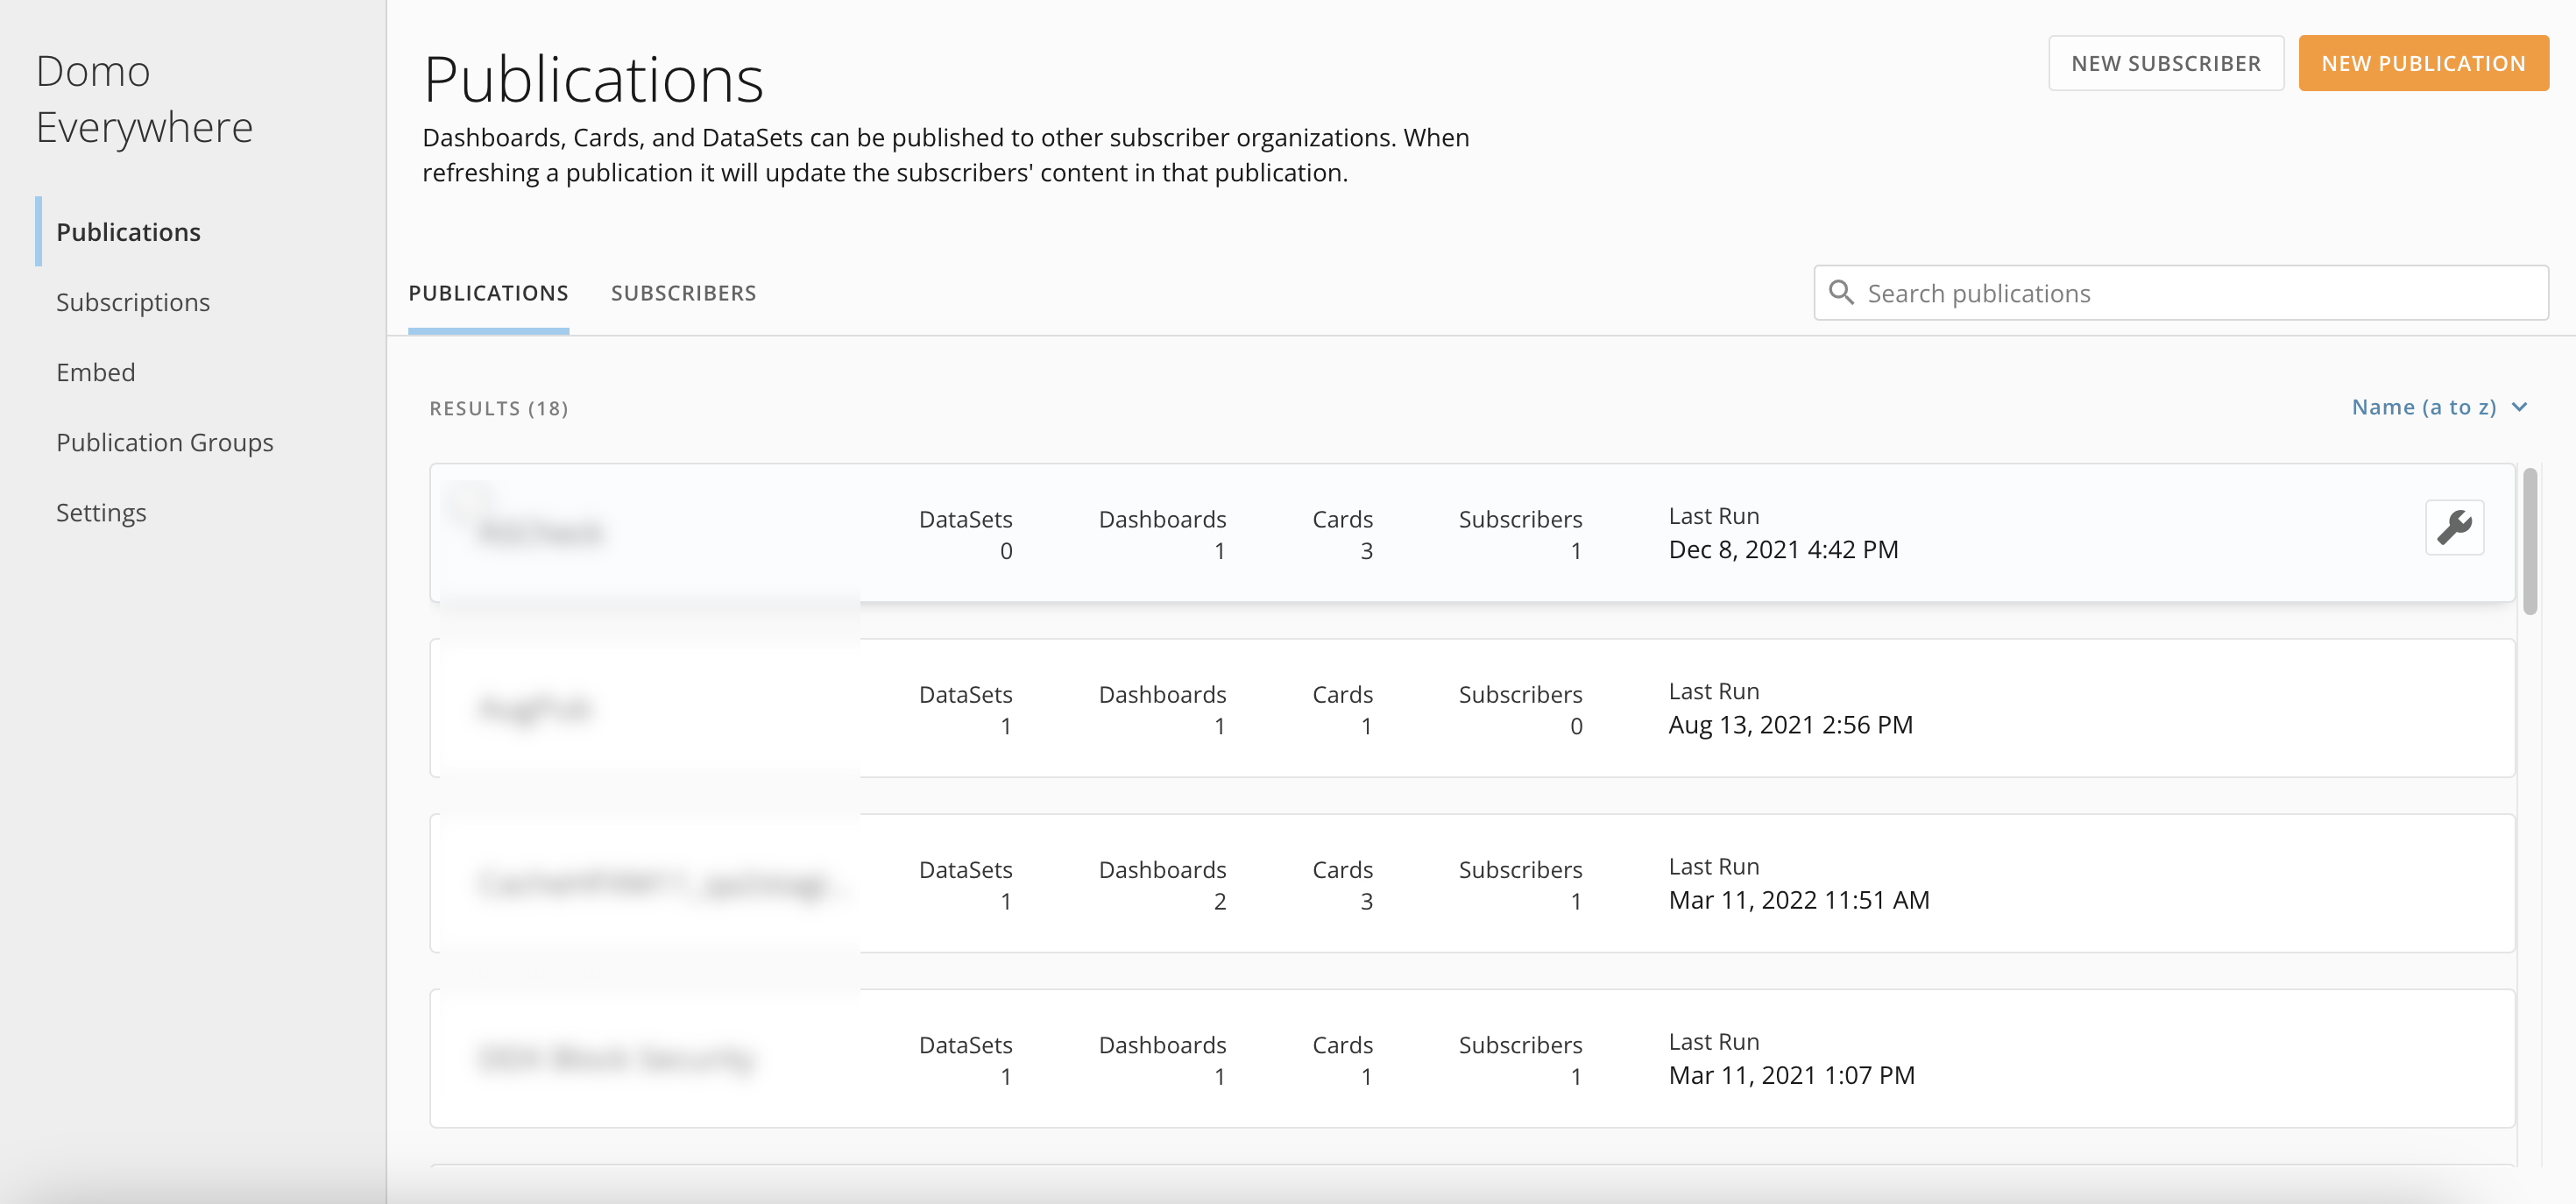 Domo
Everywhere
Publications
Subscriptions
Embed
Publication Groups
Settings
Publications
NEW SUBSCRIBER
NEW PUBLICATION
Dashboards, Cards, and DataSets can be published to other subscriber organizations. When
refreshing a publication it will update the subscribers' content in that publication.
PUBLICATIONS SUBSCRIBERS
Search publications
RESULTS (18)
Name (a to z)
DataSets Dashboards Cards Subscribers Last Run
0 1 3 1 Dec 8, 2021 4:42 PM
DataSets Dashboards Cards Subscribers Last Run
1 1 1 0 Aug 13, 2021 2:56 PM
DataSets Dashboards Cards Subscribers Last Run
1 2 3 1 Mar 11, 2022 11:51 AM
DataSets Dashboards Cards Subscribers Last Run
1 1 1 1 Mar 11, 2021 1:07 PM